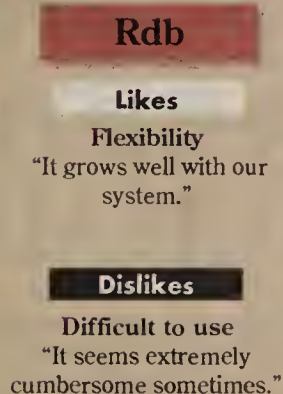 Rdb
Likes
Flexibility
“It grows well with our
system.”
Dislikes
Difficult to use
“It seems extremely
cumbersome sometimes.”